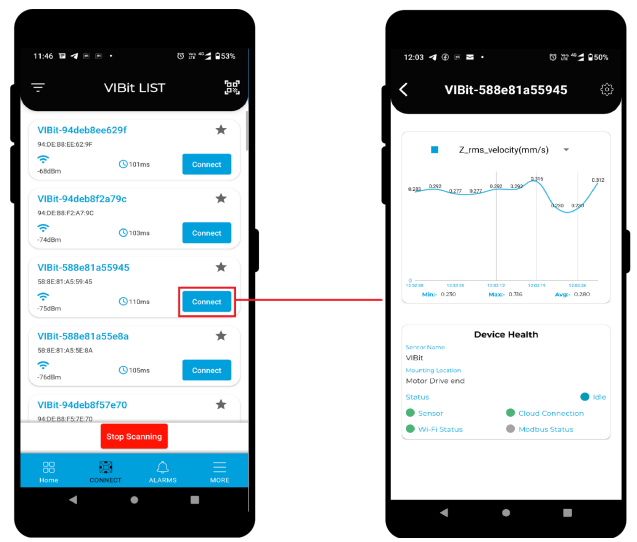 11:46
53%
VIBit LIST
VIBit-94deb8ee629f
94:DE:B8:EE:62:9F
-68dBm
101ms
Connect
VIBit-94deb8f2a79c
94:DE:B8:F2:A7:9C
-74dBm
103ms
Connect
VIBit-588e81a55945
58:8E:81:A5:59:45
-75dBm
110ms
Connect
VIBit-588e81a55e8a
58:8E:81:A5:5E:8A
-76dBm
105ms
Connect
VIBit-94deb8f57e70
94:DE:B8:F5:7E:70
Stop Scanning
Home
CONNECT
ALARMS
MORE
12:03
50%
VIBit-588e81a55945
Z_rms_velocity(mm/s)
0.292 0.277 0.277 0.292 0.292 0.316 0.230 0.312
0
Min:- 0.230 Max:- 0.316 Avg:- 0.280
Device Health
Sensor Name
VIBit
Mounting Location
Motor Drive end
Status
Idle
Sensor
Cloud Connection
Wi-Fi Status
Modbus Status